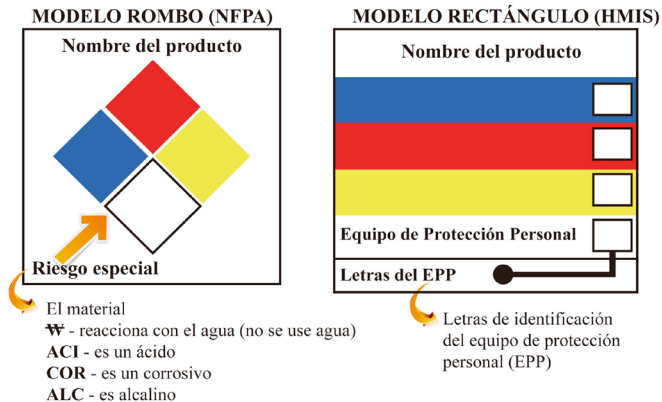 MODELO ROMBO (NFPA)
Nombre del producto
Riesgo especial
El material
W - reacciona con el agua (no se use agua)
ACI - es un ácido
COR - es un corrosivo
ALC - es alcalino
MODELO RECTÁNGULO (HMIS)
Nombre del producto
Equipo de Protección Personal
Letras del EPP
Letras de identificación
del equipo de protección
personal (EPP)